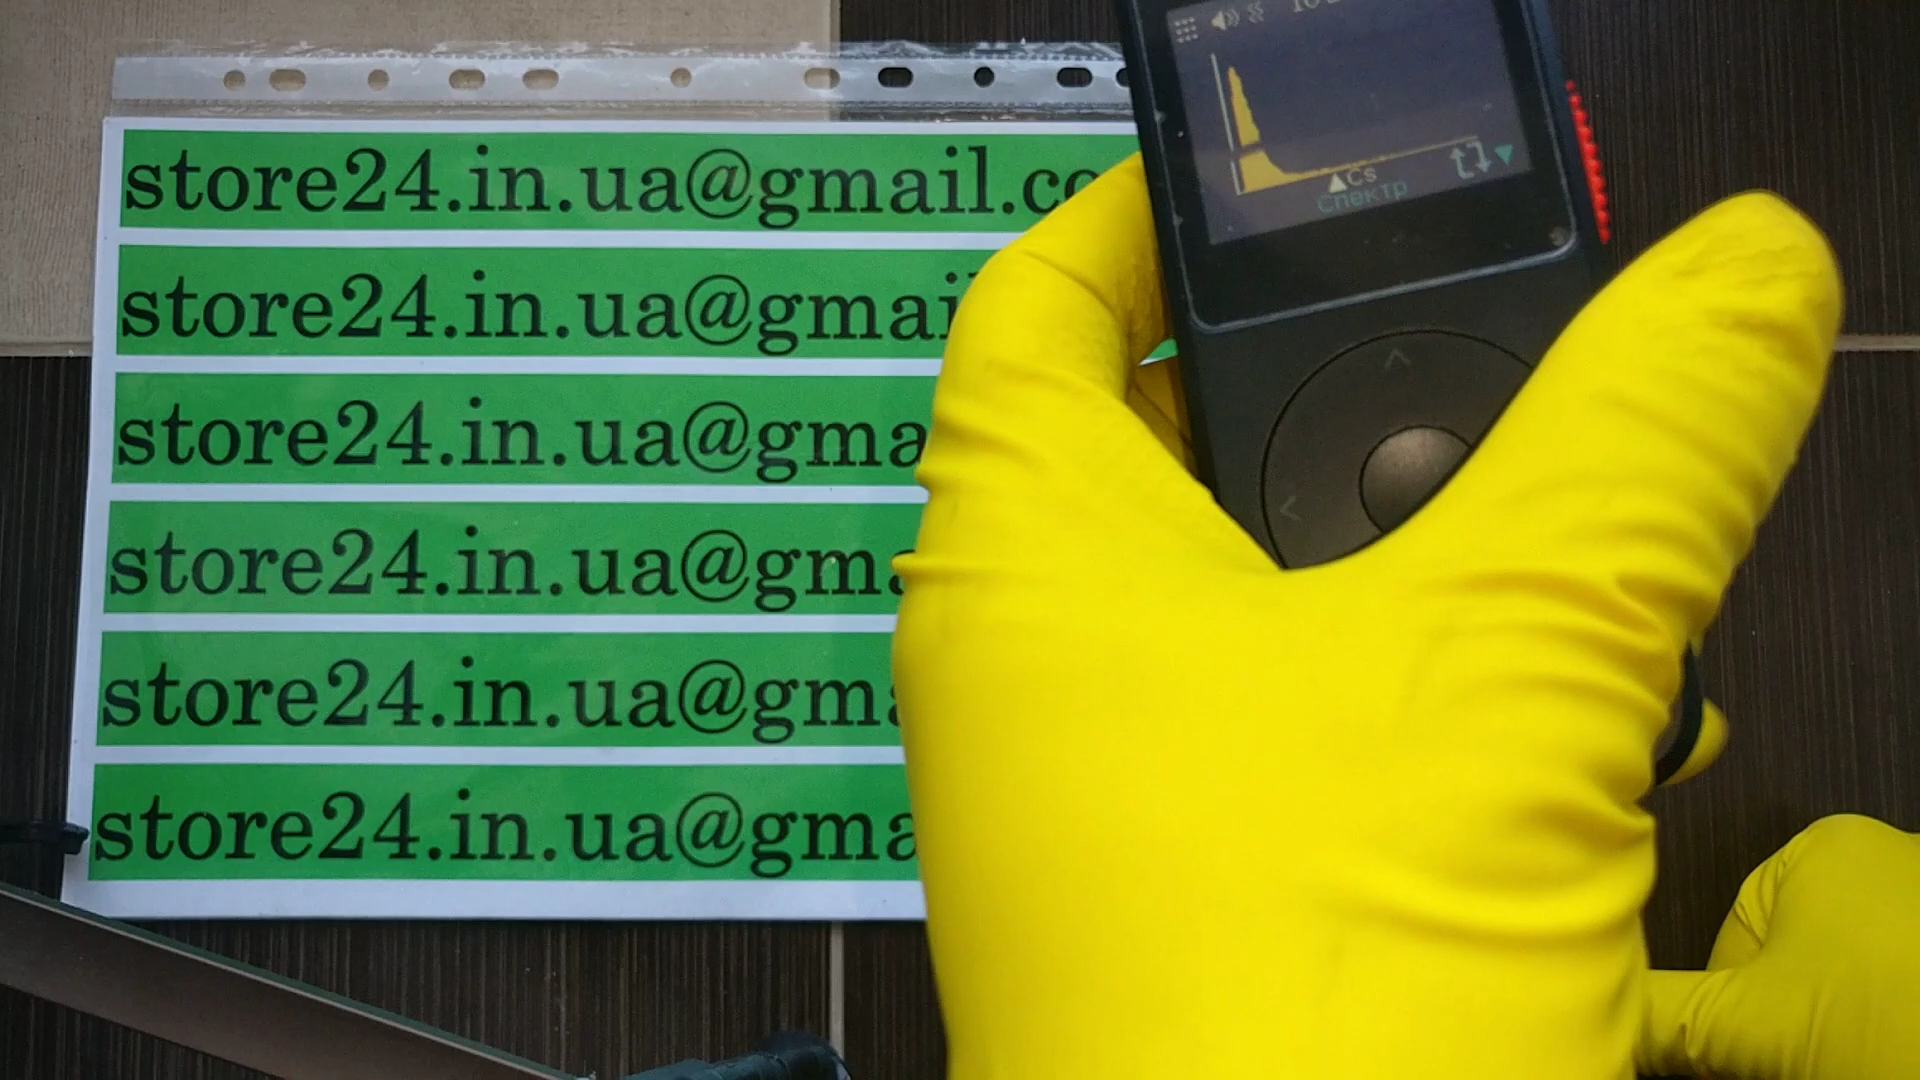 store24.in.ua@gmail.co
store24.in.ua@gmai
store24.in.ua@gma
store24.in.ua@gma
store24.in.ua@gma
store24.in.ua@gma
Cs
Спектр